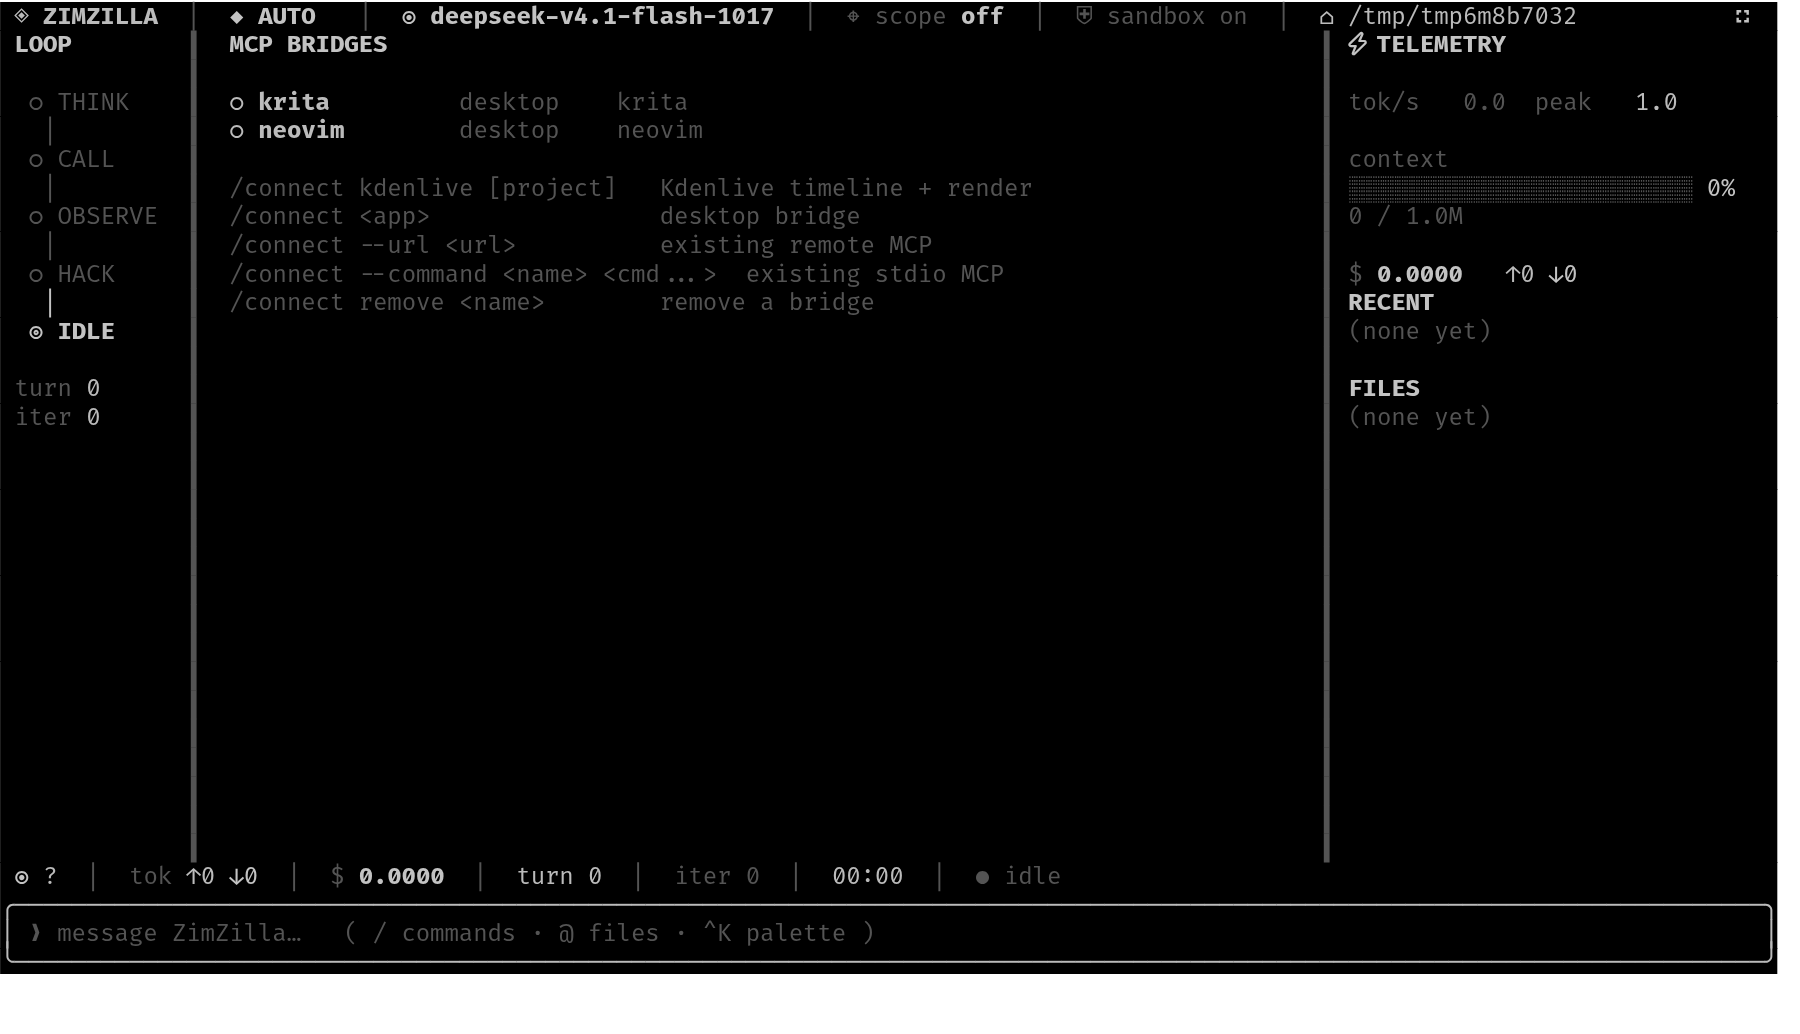 ◈ ZIMZILLA │ ◆ AUTO │ ◉ deepseek-v4.1-flash-1017 │ ⌖ scope off │ ⛨ sandbox on │ ⌂ /tmp/tmp6m8b7032 ⛶
LOOP
○ THINK
│
○ CALL
│
○ OBSERVE
│
○ HACK
│
◉ IDLE
turn 0
iter 0
MCP BRIDGES
○ krita desktop krita
○ neovim desktop neovim
/connect kdenlive [project] Kdenlive timeline + render
/connect <app> desktop bridge
/connect --url <url> existing remote MCP
/connect --command <name> <cmd...> existing stdio MCP
/connect remove <name> remove a bridge
⚡ TELEMETRY
tok/s 0.0 peak 1.0
context
0%
0 / 1.0M
$ 0.0000 ↑0 ↓0
RECENT
(none yet)
FILES
(none yet)
◉ ? │ tok ↑0 ↓0 │ $ 0.0000 │ turn 0 │ iter 0 │ 00:00 │ ● idle
❫ message ZimZilla… ( / commands · @ files · ^K palette )